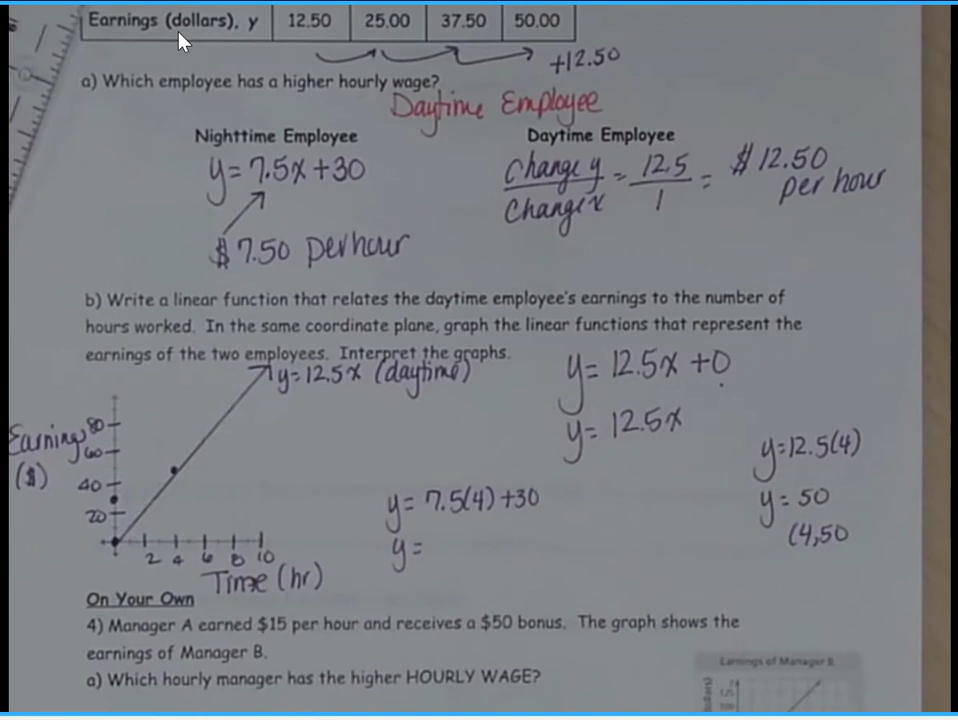 Earnings (dollars), y 12.50 25.00 37.50 50.00
+12.50
a) Which employee has a higher hourly wage?
Daytime Employee
Nighttime Employee Daytime Employee
y = 7.5x + 30
Change y / Change x = 12.5 / 1 = $12.50 per hour
$7.50 per hour
b) Write a linear function that relates the daytime employee's earnings to the number of
hours worked. In the same coordinate plane, graph the linear functions that represent the
earnings of the two employees. Interpret the graphs.
y = 12.5x (daytime)
y = 12.5x + 0
y = 12.5x
Earnings ($)
80
60
40
20
2 4 6 8 10
Time (hr)
y = 7.5(4) + 30
y =
y = 12.5(4)
y = 50
(4,50
On Your Own
4) Manager A earned $15 per hour and receives a $50 bonus. The graph shows the
earnings of Manager B.
a) Which hourly manager has the higher HOURLY WAGE?
Earnings of Manager B
125